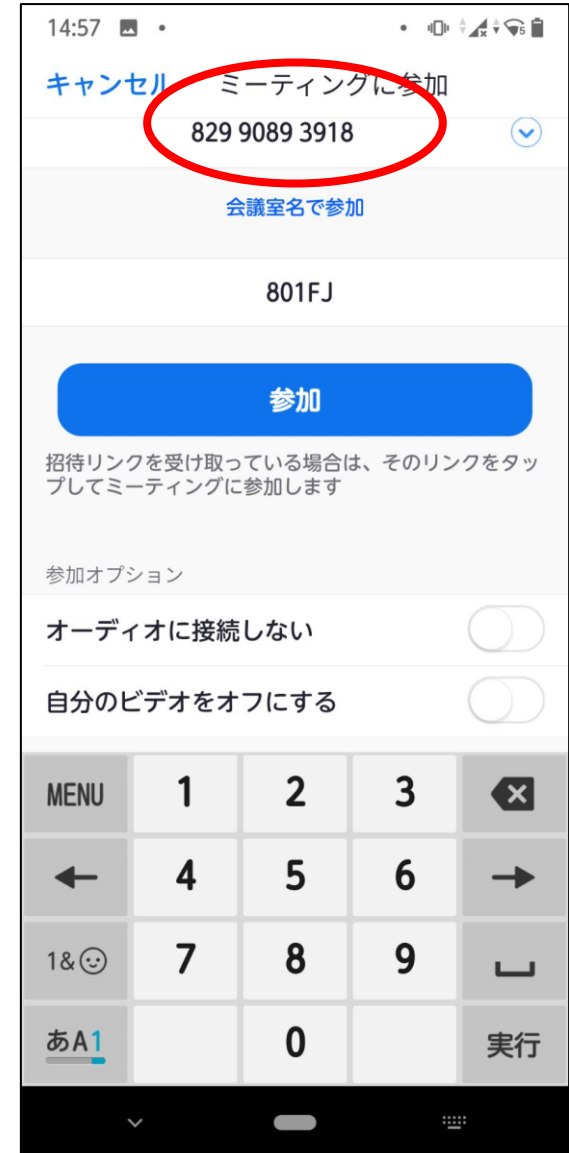 14:57
キャンセル ミーティングに参加
829 9089 3918
会議室名で参加
801FJ
参加
招待リンクを受け取っている場合は、そのリンクをタッ
プしてミーティングに参加します
参加オプション
オーディオに接続しない
自分のビデオをオフにする
MENU 1 2 3
4 5 6
1& 7 8 9
あA1 0 実行